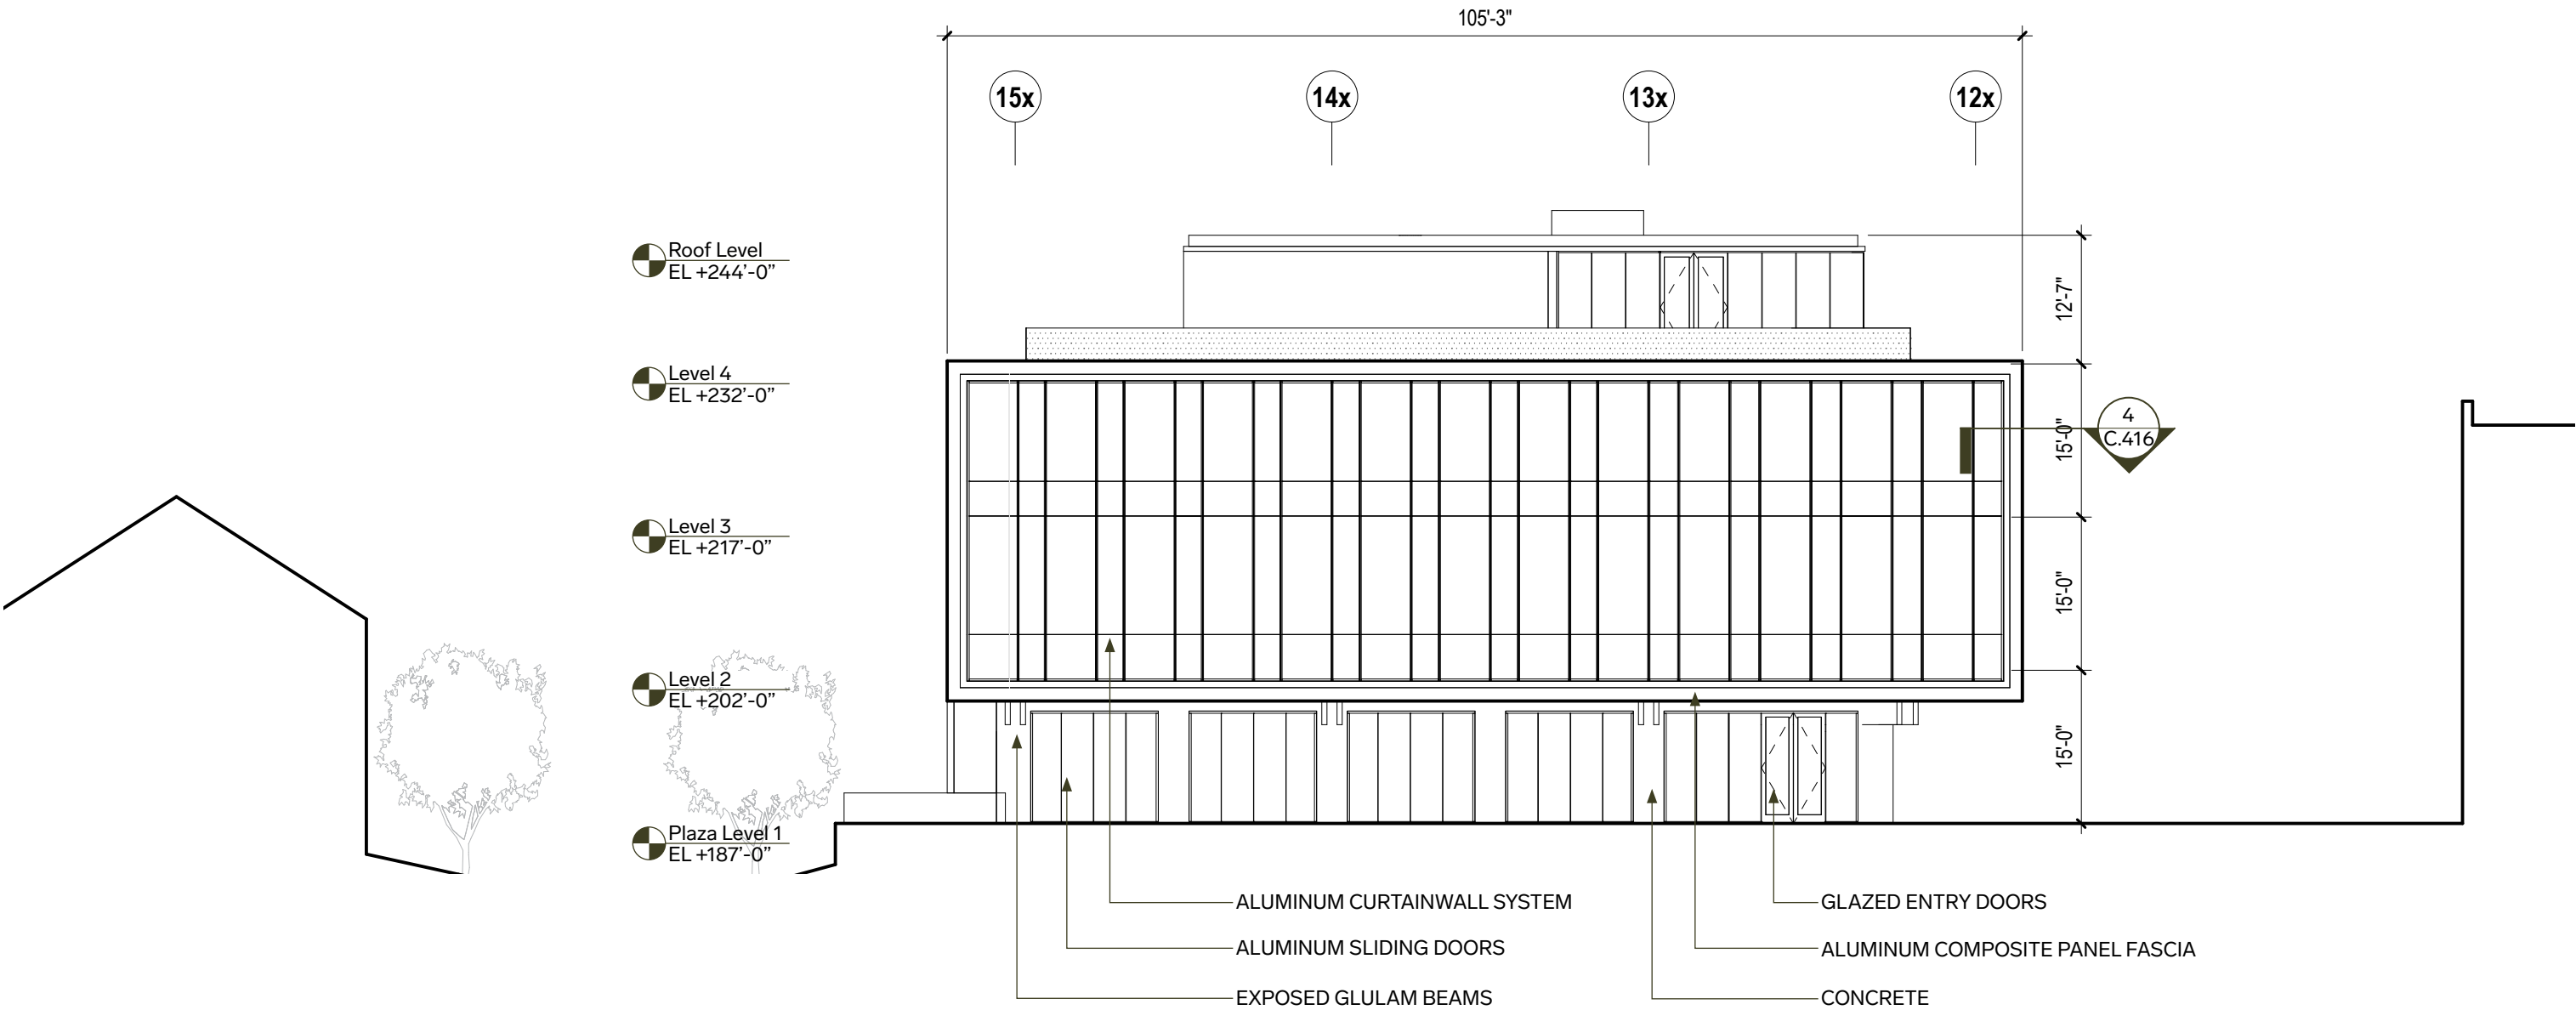 105'-3"
15x
14x
13x
12x
Roof Level
EL +244’-0”
12'-7"
Level 4
EL +232’-0”
15'-0"
4
C.416
Level 3
EL +217’-0”
15'-0"
Level 2
EL +202’-0”
15'-0"
Plaza Level 1
EL +187’-0”
ALUMINUM CURTAINWALL SYSTEM
ALUMINUM SLIDING DOORS
EXPOSED GLULAM BEAMS
GLAZED ENTRY DOORS
ALUMINUM COMPOSITE PANEL FASCIA
CONCRETE